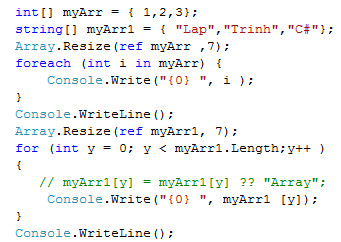 int[] myArr = { 1,2,3};
string[] myArr1 = { "Lap","Trinh","C#"};
Array.Resize(ref myArr ,7);
foreach (int i in myArr) {
    Console.Write("{0} ", i );
}
Console.WriteLine();
Array.Resize(ref myArr1, 7);
for (int y = 0; y < myArr1.Length;y++ )
{
   // myArr1[y] = myArr1[y] ?? "Array";
    Console.Write("{0} ", myArr1 [y]);
}
Console.WriteLine();